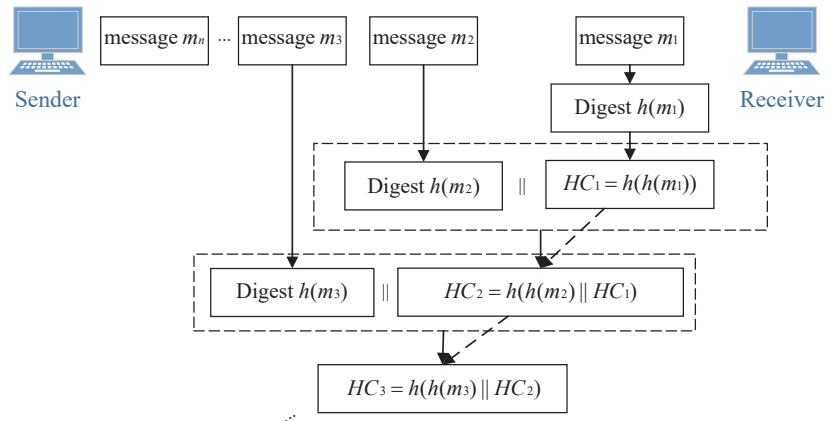 message mₙ ... message m₃ message m₂ message m₁
Sender Receiver
Digest h(m₁)
Digest h(m₂) || HC₁ = h(h(m₁))
Digest h(m₃) || HC₂ = h(h(m₂) || HC₁)
HC₃ = h(h(m₃) || HC₂)
...